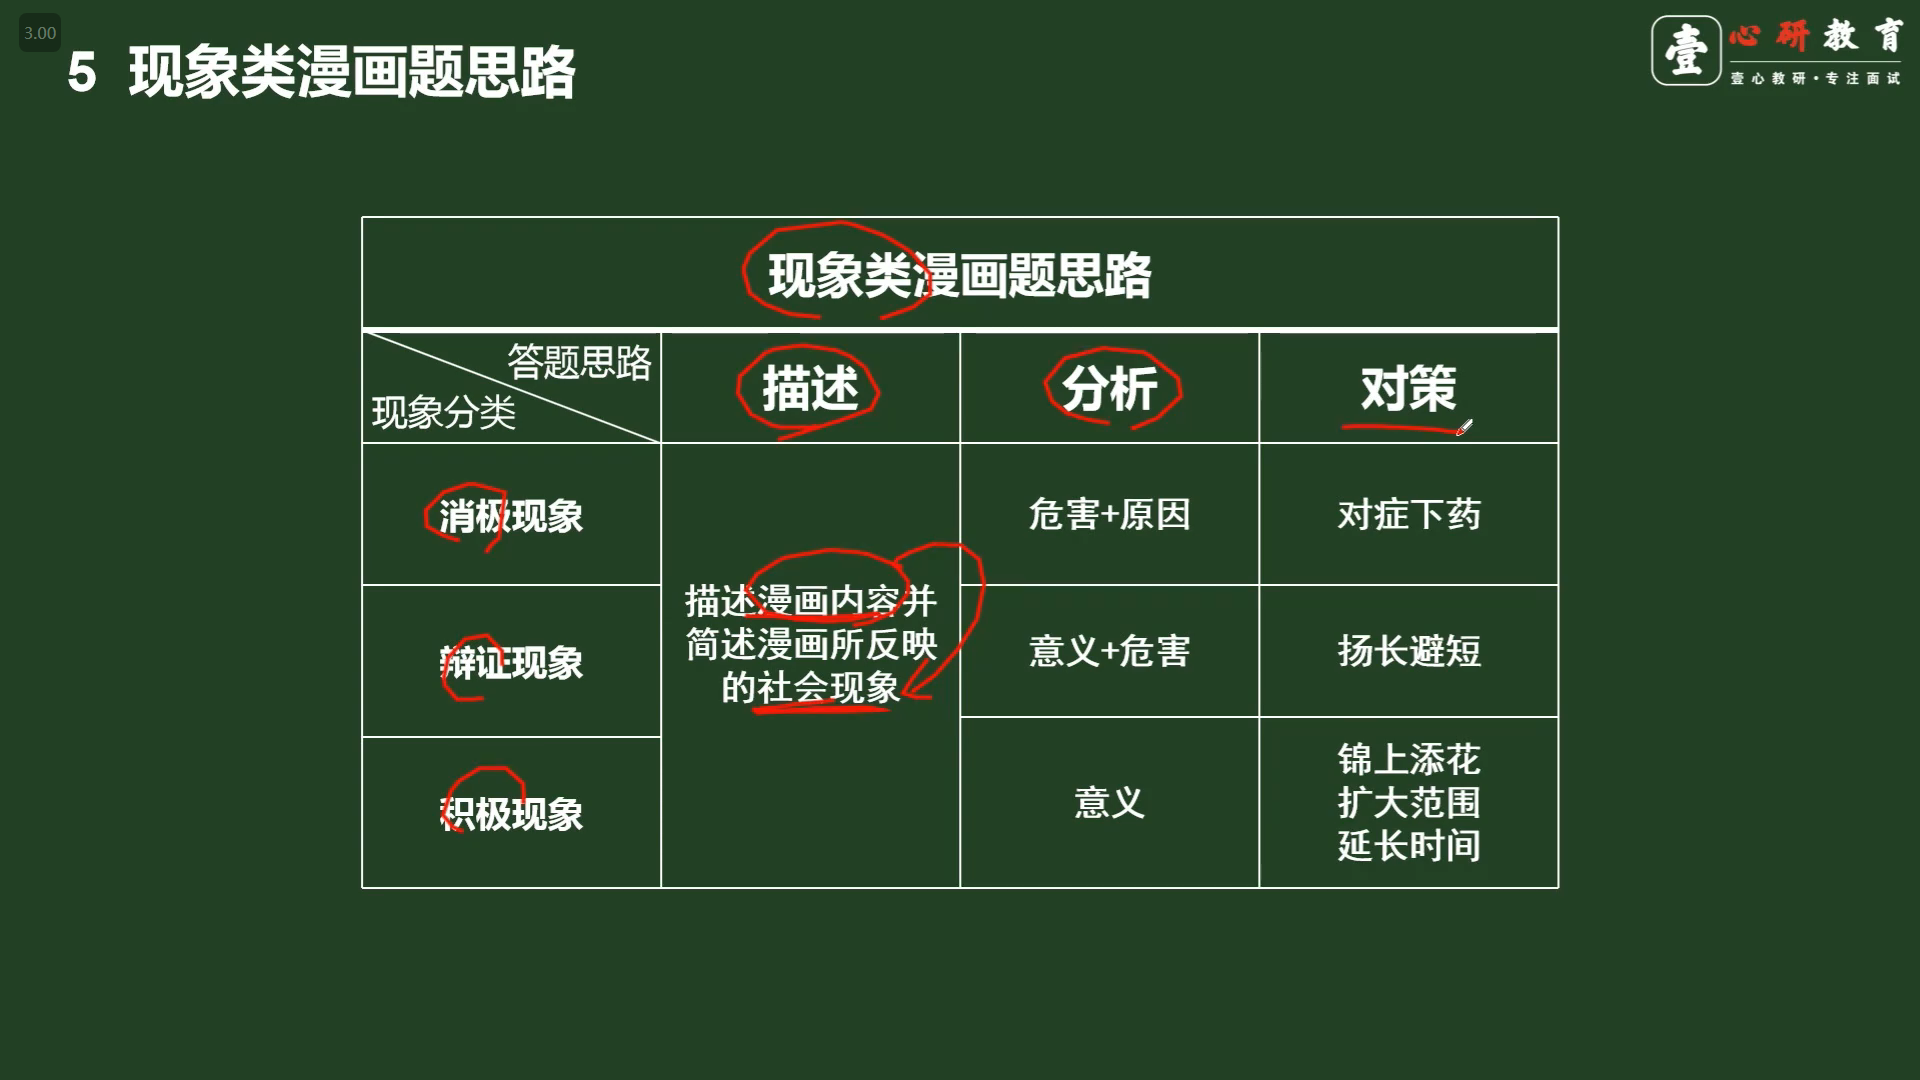 3.00
5 现象类漫画题思路
壹 心研教育
壹心教研·专注面试
现象类漫画题思路
答题思路
现象分类
描述
分析
对策
消极现象
危害+原因
对症下药
描述漫画内容并
简述漫画所反映
的社会现象
辩证现象
意义+危害
扬长避短
积极现象
意义
锦上添花
扩大范围
延长时间